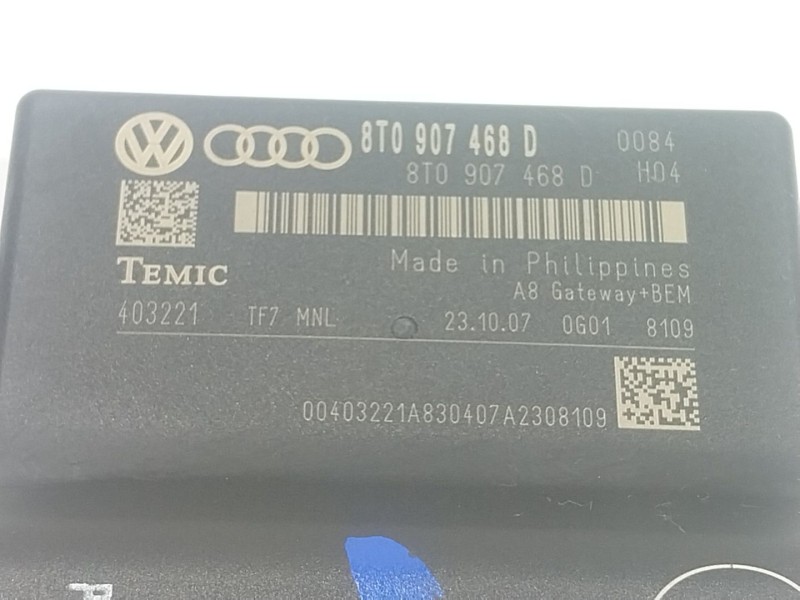 8T0 907 468 D 0084
8T0 907 468 D H04
TEMIC
Made in Philippines
A8 Gateway+BEM
403221 TF7 MNL 23.10.07 0G01 8109
00403221A830407A2308109